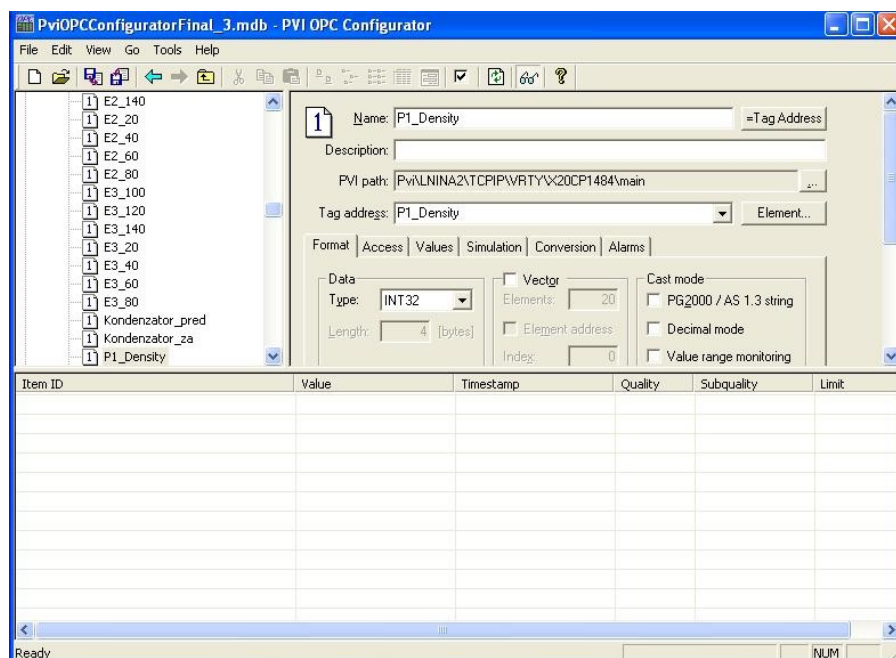 PviOPCConfiguratorFinal_3.mdb - PVI OPC Configurator
File Edit View Go Tools Help
E2_140
E2_20
E2_40
E2_60
E2_80
E3_100
E3_120
E3_140
E3_20
E3_40
E3_60
E3_80
Kondenzator_pred
Kondenzator_za
P1_Density
Name: P1_Density =Tag Address
Description:
PVI path: Pvi\LNINA2\TCPIP\VRTY\X20CP1484\main ...
Tag address: P1_Density Element...
Format Access Values Simulation Conversion Alarms
Data
Type: INT32
Length: 4 [bytes]
Vector
Elements: 20
Element address
Index: 0
Cast mode
PG2000 / AS 1.3 string
Decimal mode
Value range monitoring
Item ID Value Timestamp Quality Subquality Limit
Ready NUM